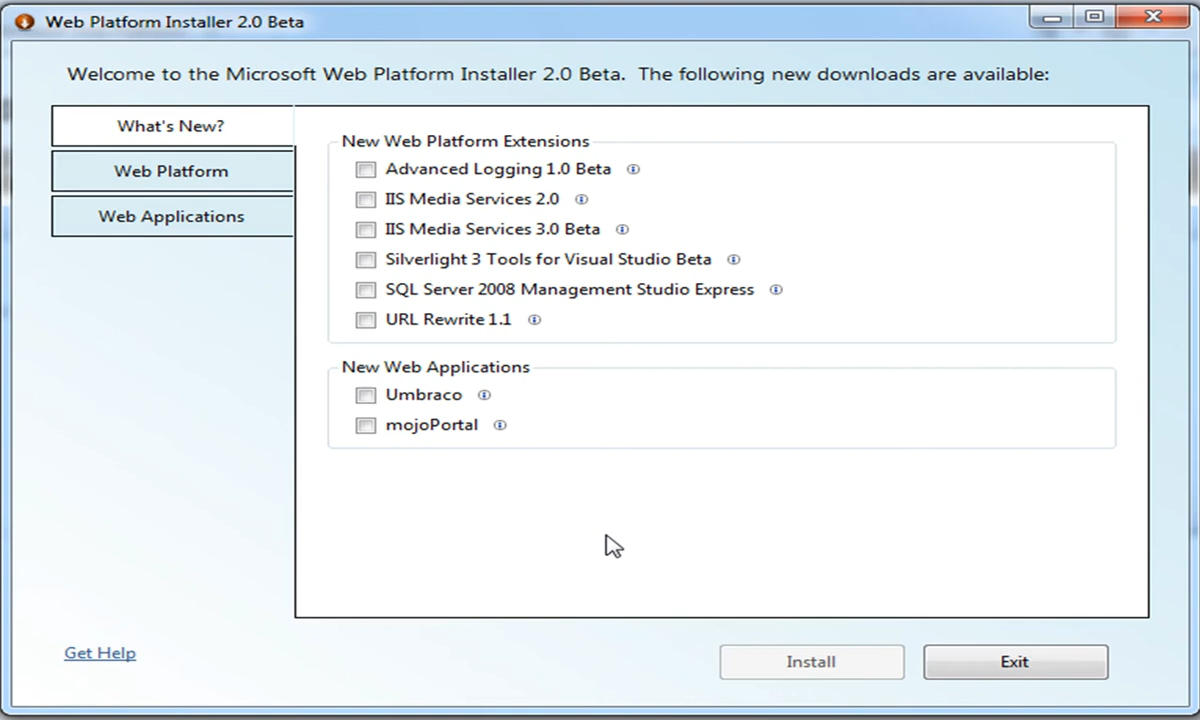 Web Platform Installer 2.0 Beta
Welcome to the Microsoft Web Platform Installer 2.0 Beta. The following new downloads are available:
What's New?
Web Platform
Web Applications
New Web Platform Extensions
Advanced Logging 1.0 Beta
IIS Media Services 2.0
IIS Media Services 3.0 Beta
Silverlight 3 Tools for Visual Studio Beta
SQL Server 2008 Management Studio Express
URL Rewrite 1.1
New Web Applications
Umbraco
mojoPortal
Get Help
Install
Exit